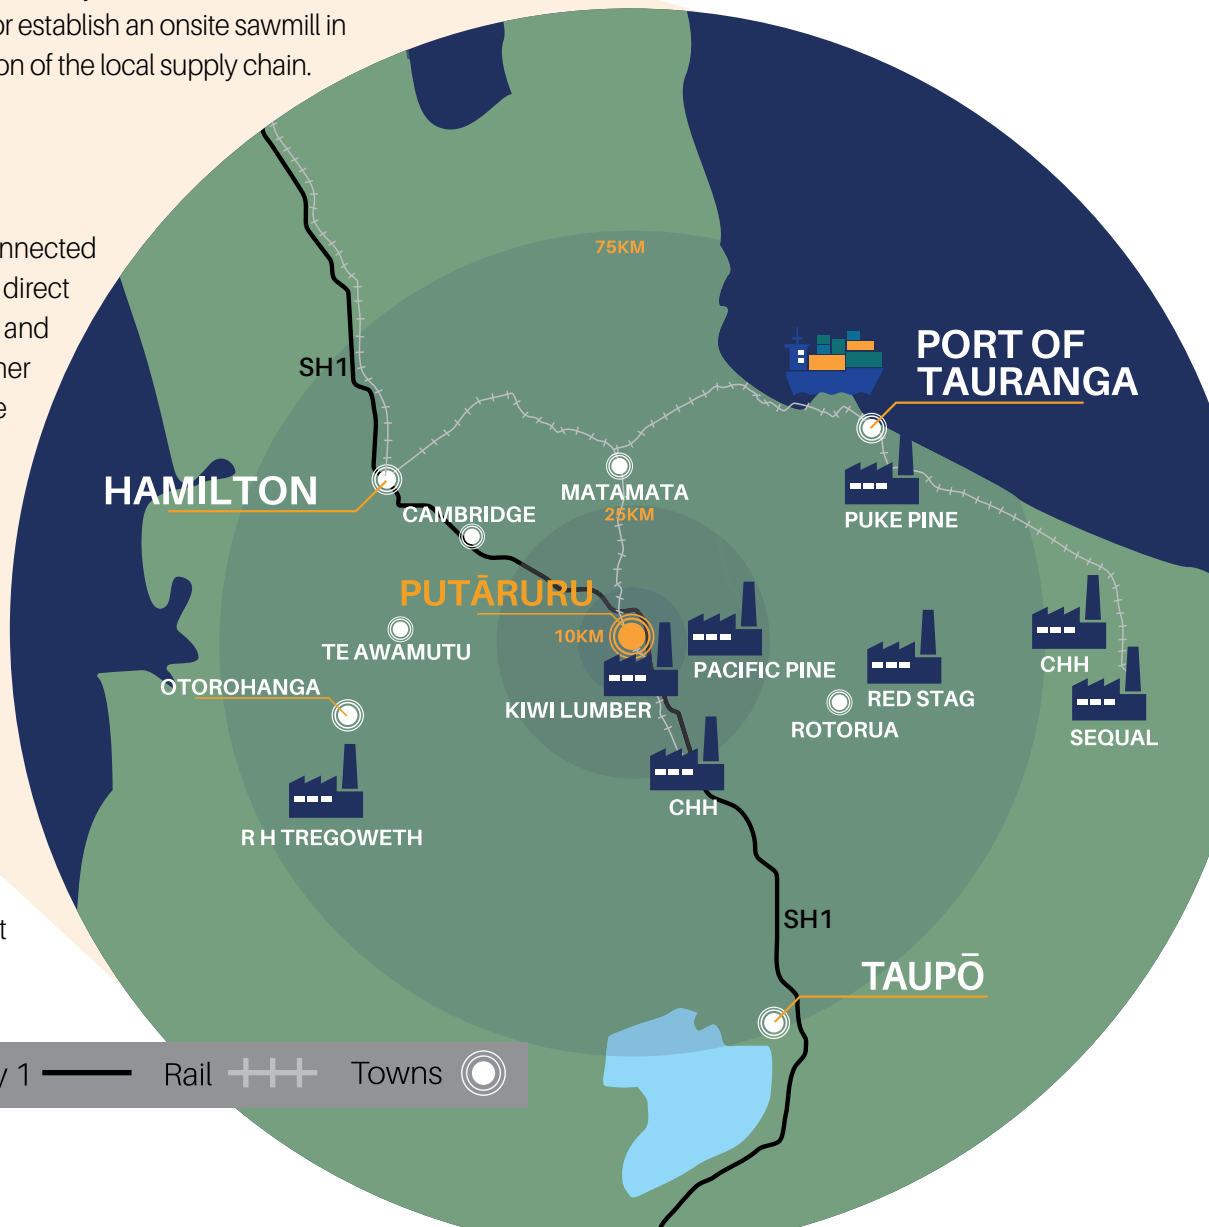 or establish an onsite sawmill in
on of the local supply chain.
nnected
direct
and
ner
e
75KM
PORT OF
TAURANGA
SH1
HAMILTON
MATAMATA
CAMBRIDGE
25KM
PUKE PINE
PUTĀRURU
10KM
TE AWAMUTU
PACIFIC PINE
CHH
OTOROHANGA
KIWI LUMBER
RED STAG
ROTORUA
SEQUAL
CHH
R H TREGOWETH
SH1
t
TAUPŌ
y 1
Rail
Towns